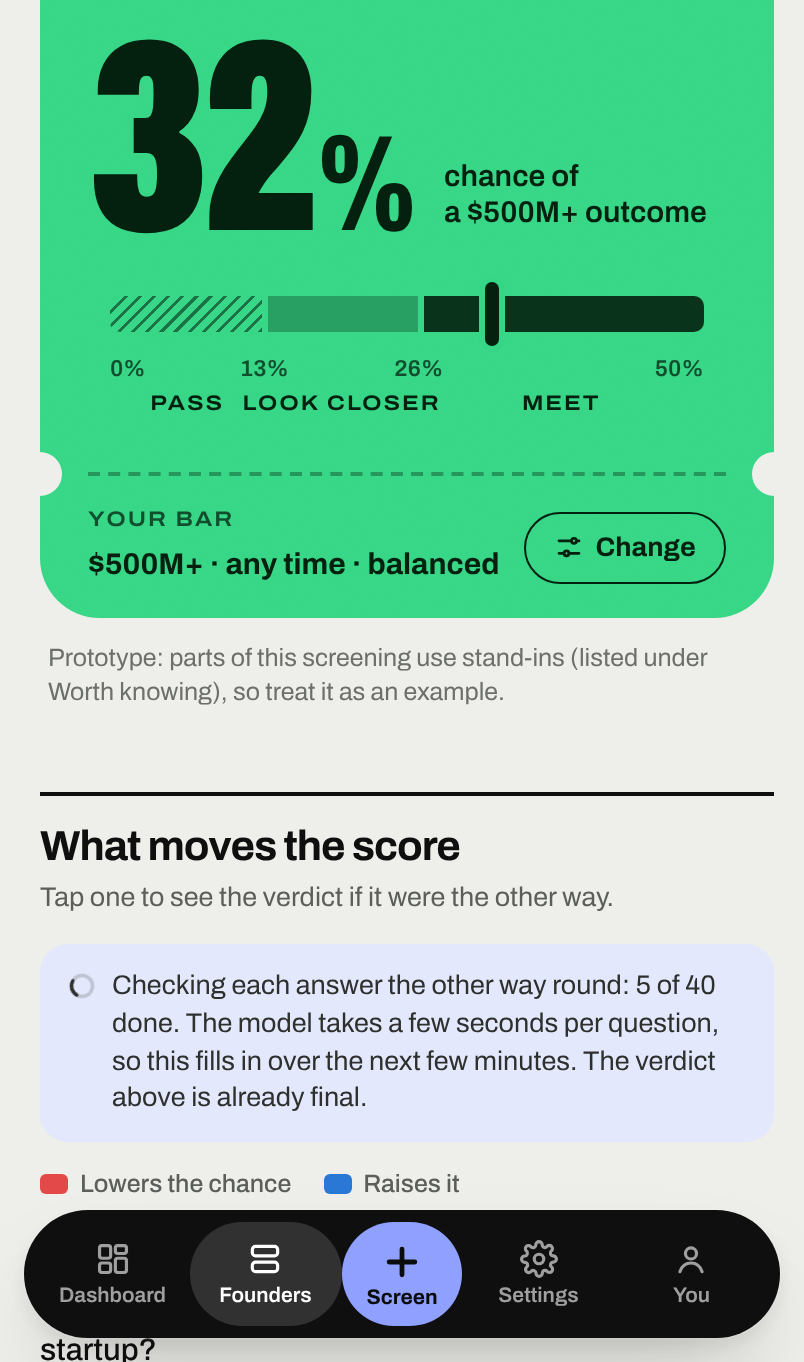 32%
chance of
a $500M+ outcome
0% 13% 26% 50%
PASS LOOK CLOSER MEET
YOUR BAR
$500M+ · any time · balanced
Change
Prototype: parts of this screening use stand-ins (listed under
Worth knowing), so treat it as an example.
What moves the score
Tap one to see the verdict if it were the other way.
Checking each answer the other way round: 5 of 40
done. The model takes a few seconds per question,
so this fills in over the next few minutes. The verdict
above is already final.
Lowers the chance Raises it
Dashboard Founders Screen Settings You
startup?